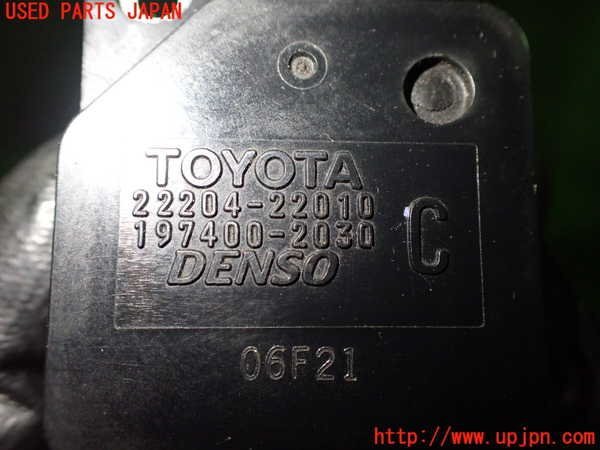 USED PARTS JAPAN
TOYOTA
22204-22010
197400-2030
C
DENSO
06F21
http://www.upjpn.com/